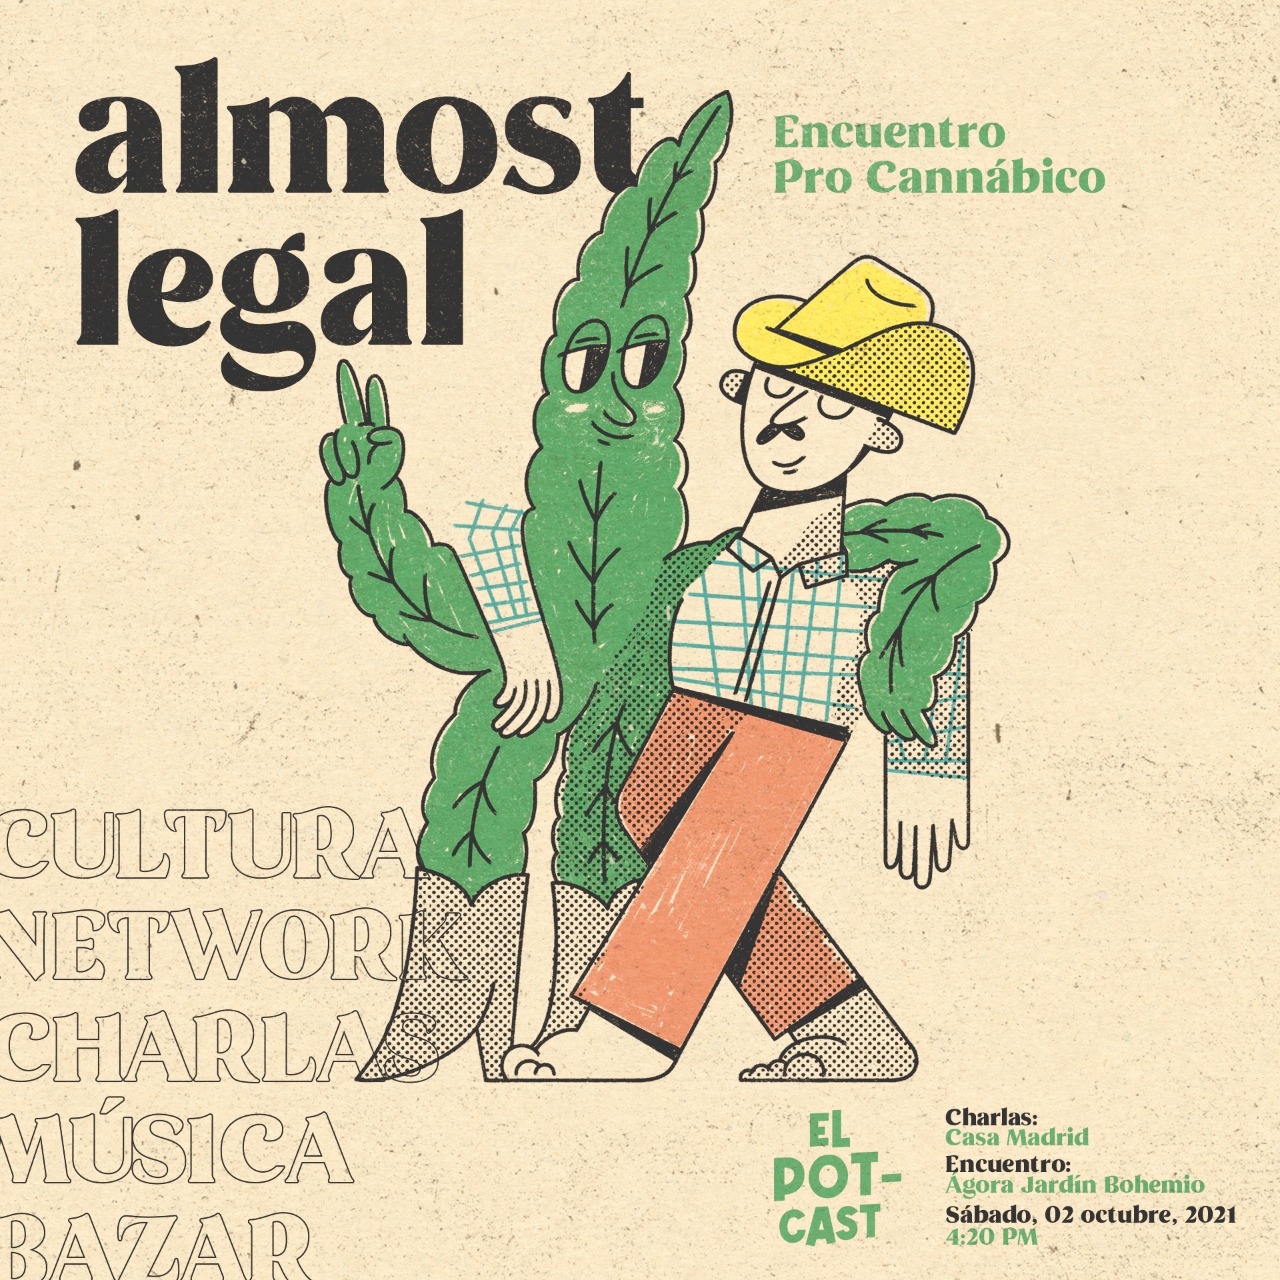 almost
legal
Encuentro
Pro Cannábico
CULTURA
NETWORK
CHARLAS
MÚSICA
BAZAR
EL
POT-
CAST
Charlas:
Casa Madrid
Encuentro:
Ágora Jardín Bohemio
Sábado, 02 octubre, 2021
4:20 PM